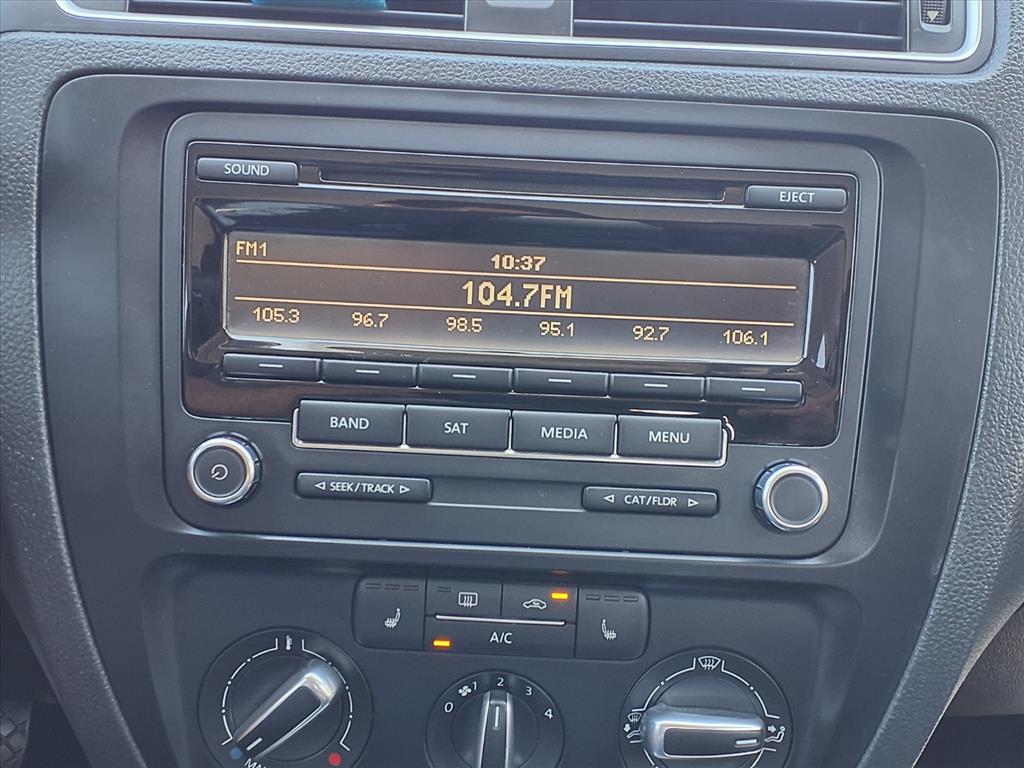 SOUND
EJECT
FM1
10:37
104.7FM
105.3 96.7 98.5 95.1 92.7 106.1
BAND SAT MEDIA MENU
SEEK/TRACK
CAT/FLDR
A/C
0 1 2 3 4